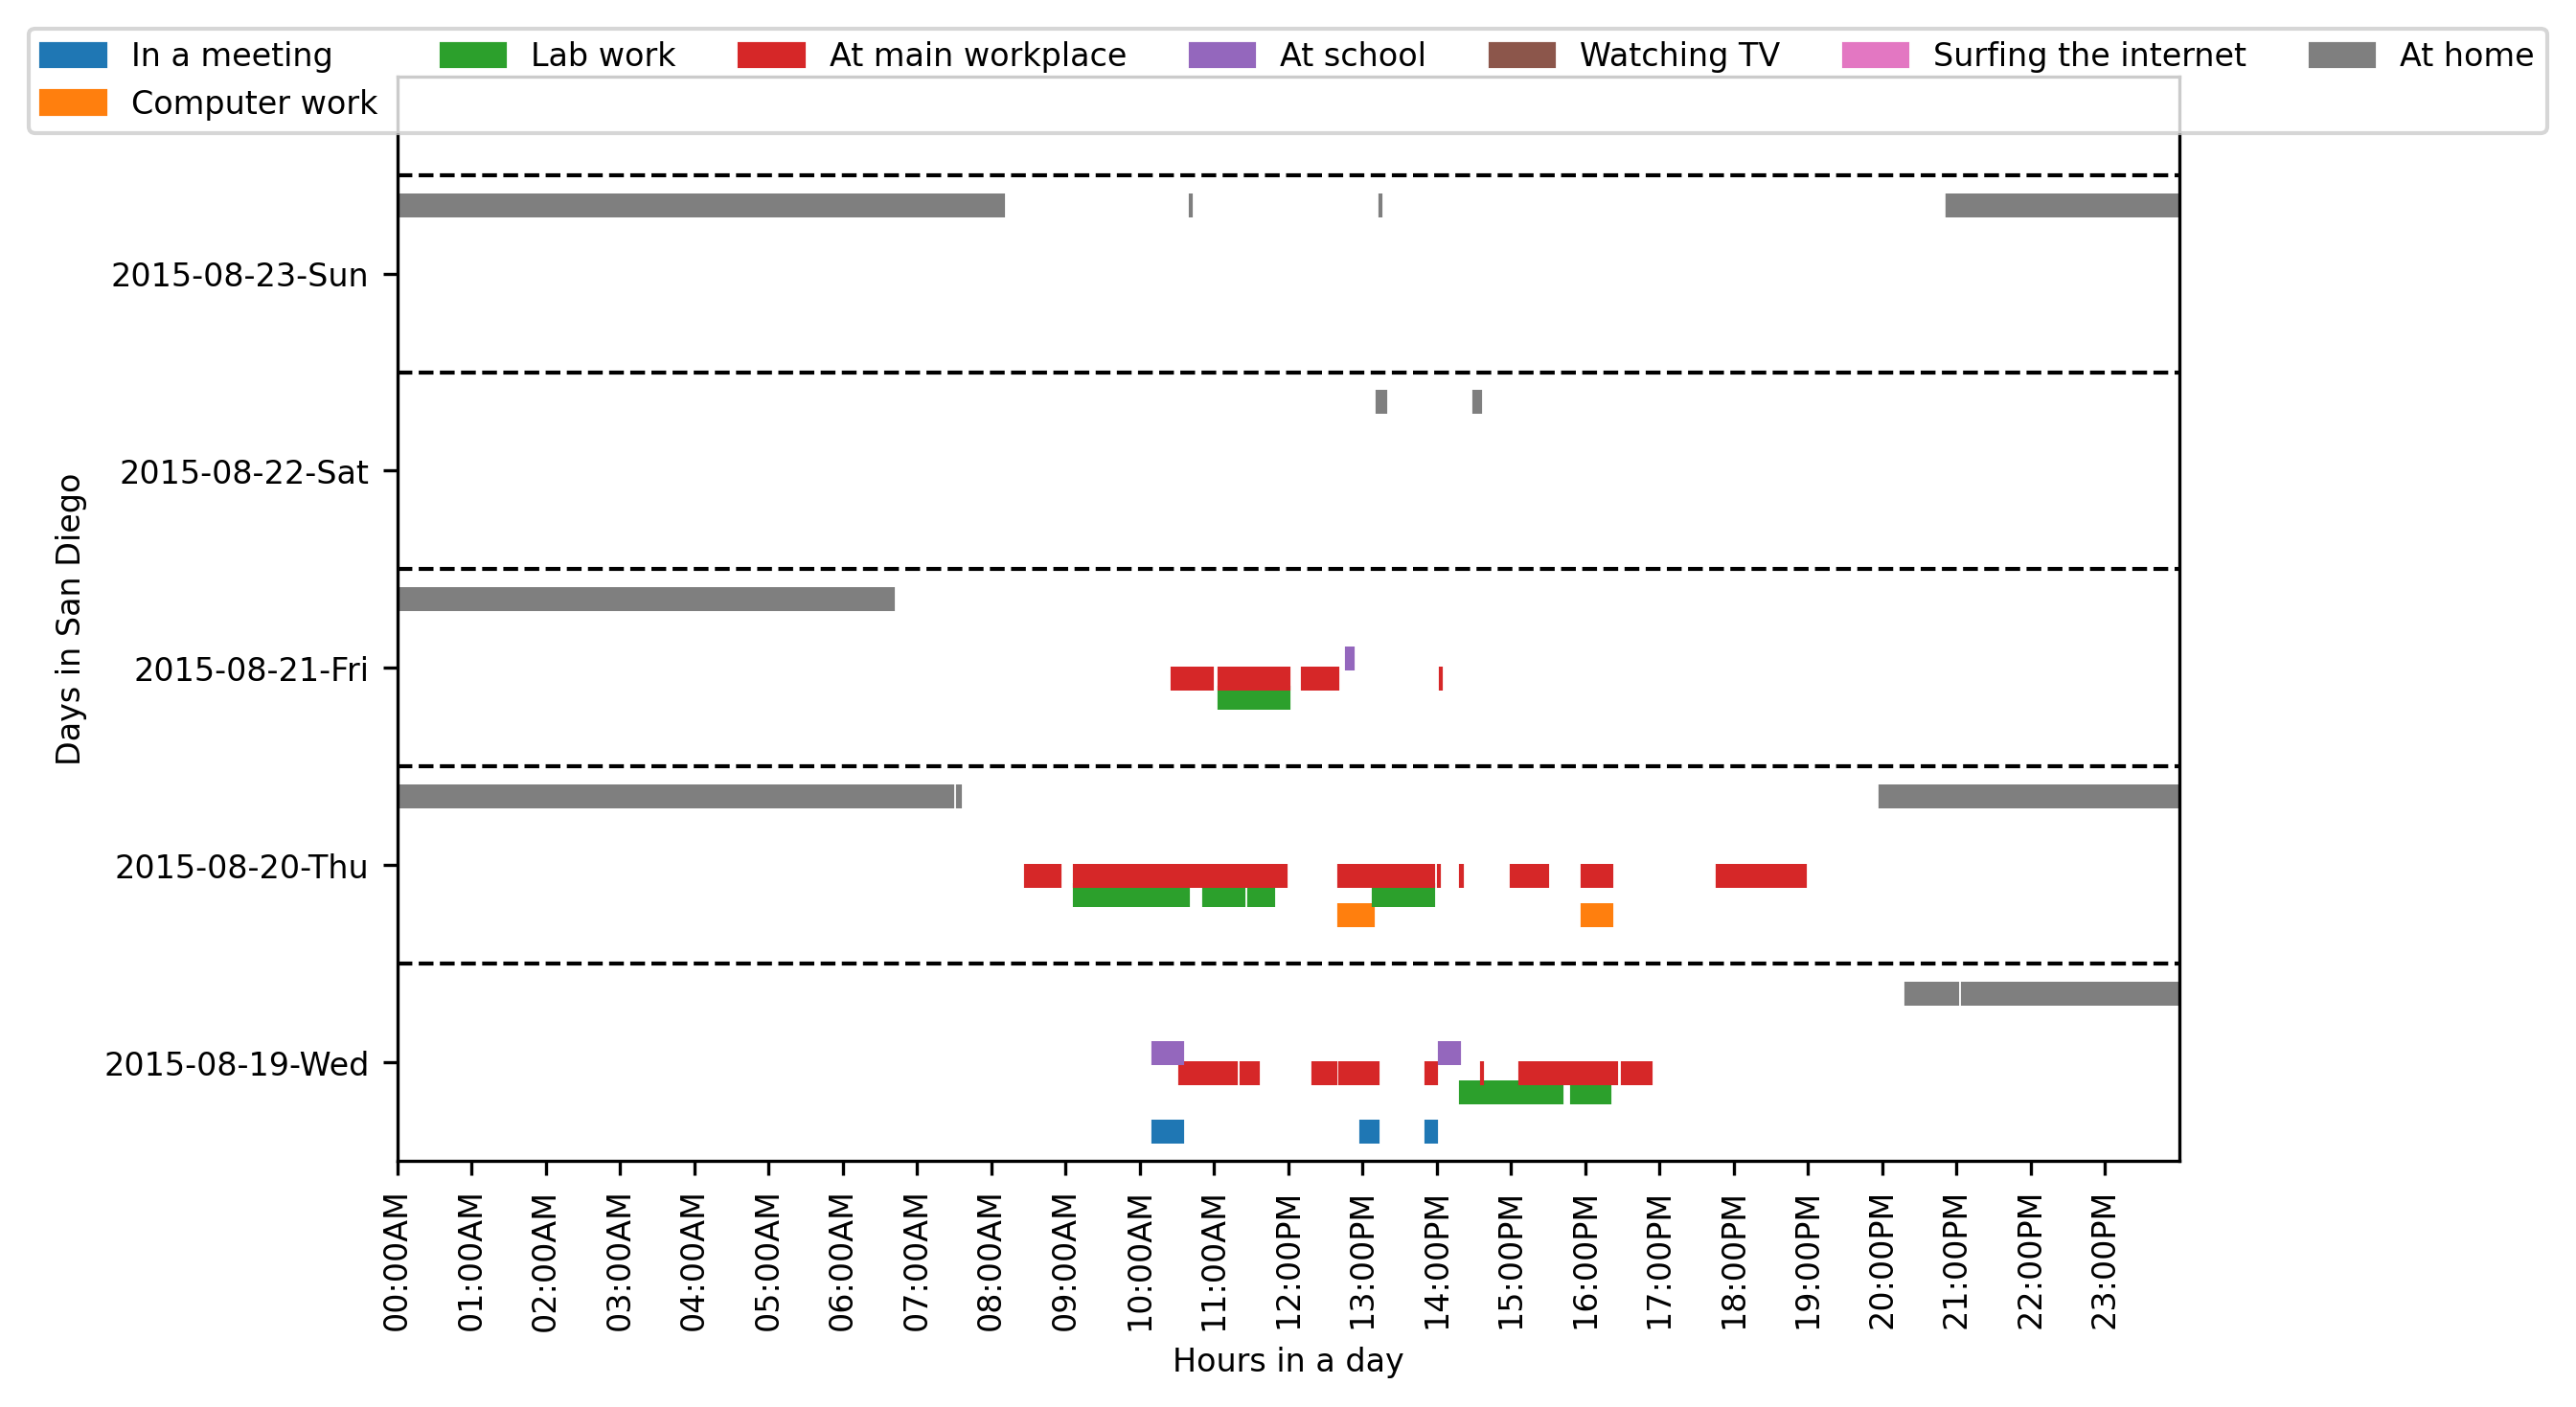 In a meeting Lab work At main workplace At school Watching TV Surfing the internet At home
Computer work
2015-08-23-Sun
2015-08-22-Sat
2015-08-21-Fri
2015-08-20-Thu
2015-08-19-Wed
Days in San Diego
00:00AM 01:00AM 02:00AM 03:00AM 04:00AM 05:00AM 06:00AM 07:00AM 08:00AM 09:00AM 10:00AM 11:00AM 12:00PM 13:00PM 14:00PM 15:00PM 16:00PM 17:00PM 18:00PM 19:00PM 20:00PM 21:00PM 22:00PM 23:00PM
Hours in a day